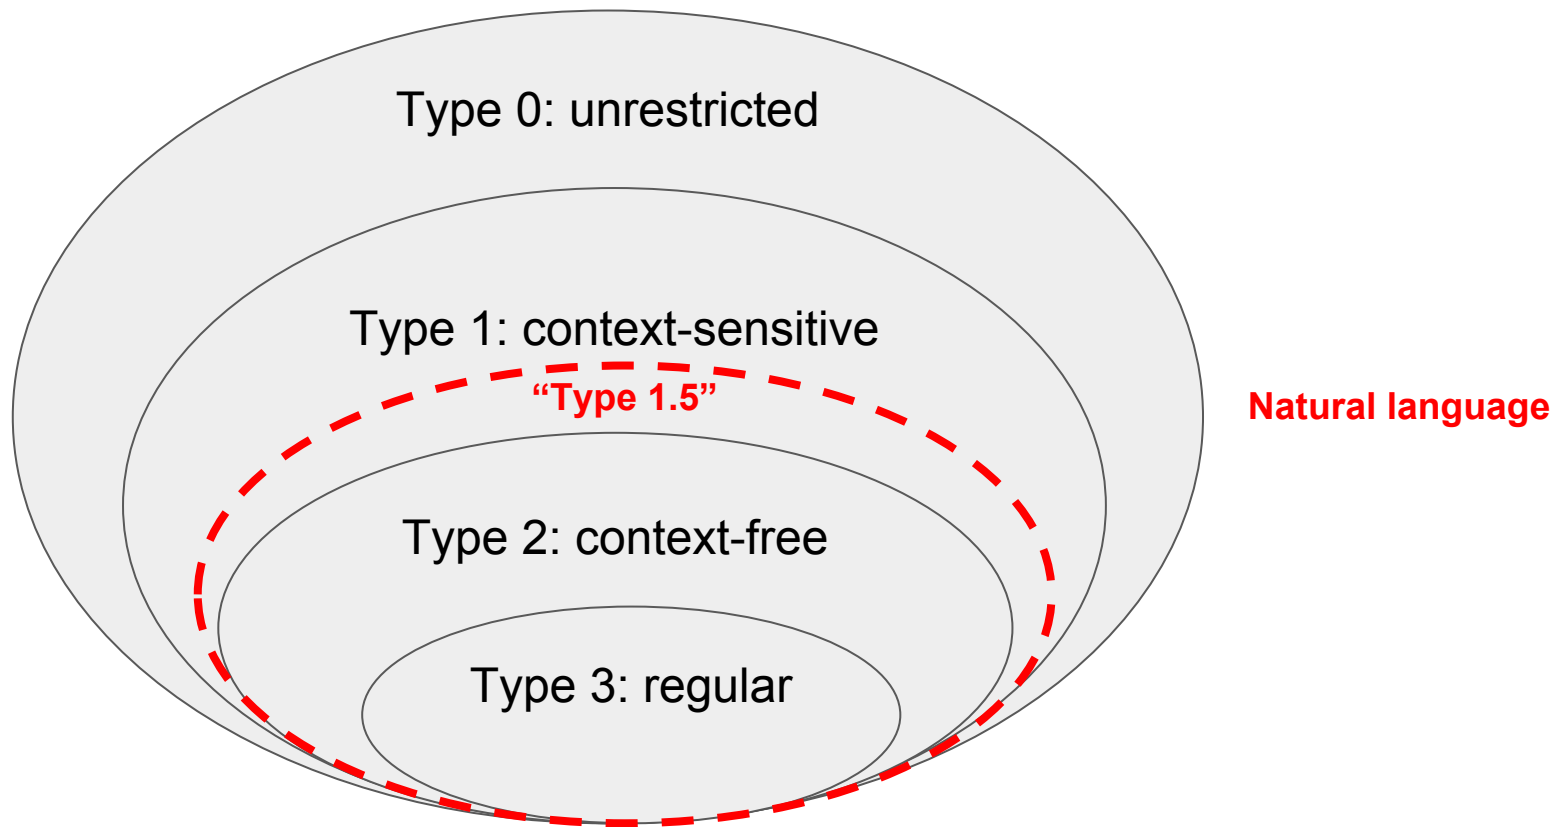 Type 0: unrestricted
Type 1: context-sensitive
“Type 1.5”
Natural language
Type 2: context-free
Type 3: regular